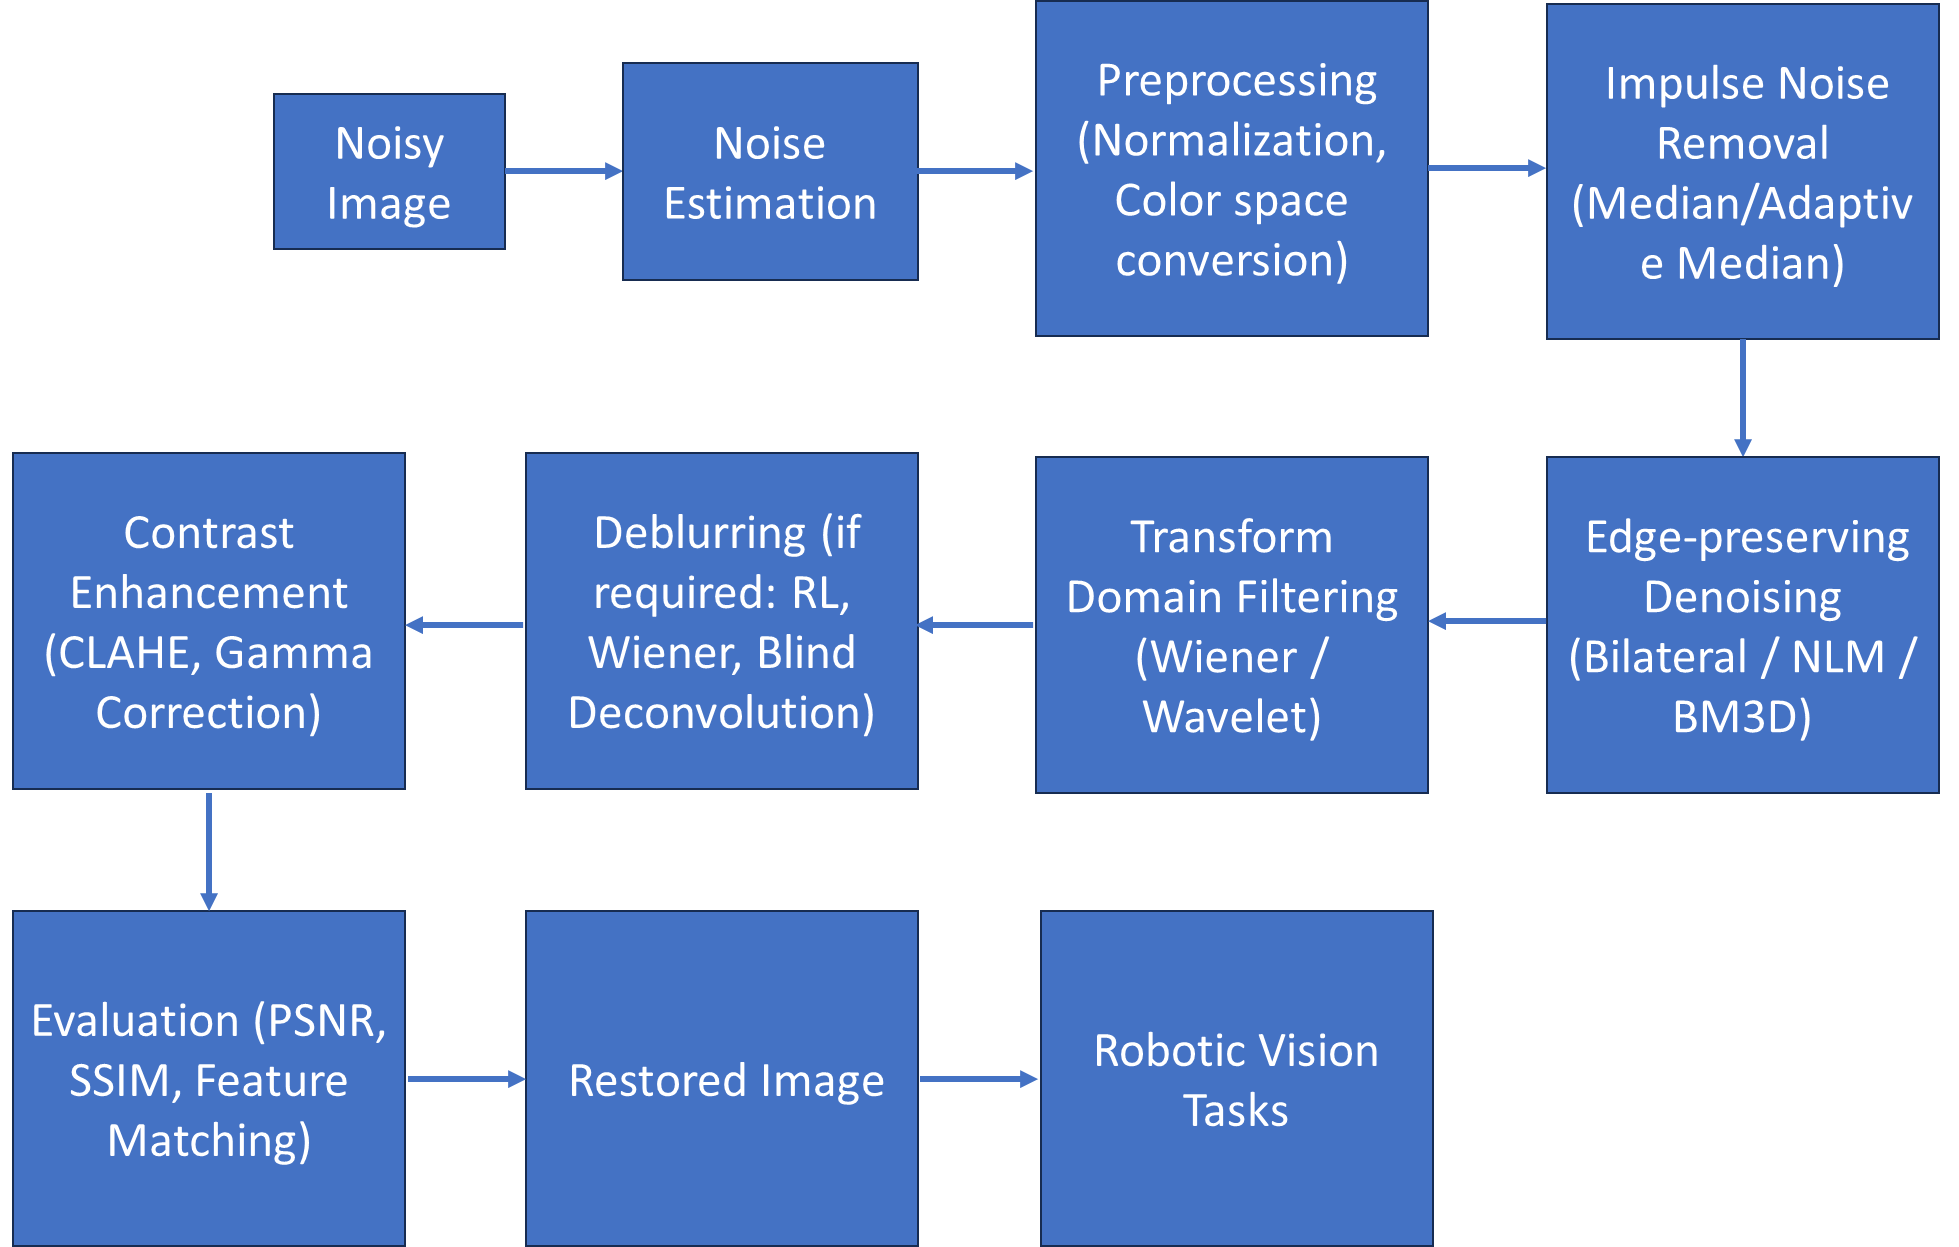 Noisy
Image
Noise
Estimation
Preprocessing
(Normalization,
Color space
conversion)
Impulse Noise
Removal
(Median/Adaptiv
e Median)
Edge-preserving
Denoising
(Bilateral / NLM /
BM3D)
Transform
Domain Filtering
(Wiener /
Wavelet)
Deblurring (if
required: RL,
Wiener, Blind
Deconvolution)
Contrast
Enhancement
(CLAHE, Gamma
Correction)
Evaluation (PSNR,
SSIM, Feature
Matching)
Restored Image
Robotic Vision
Tasks